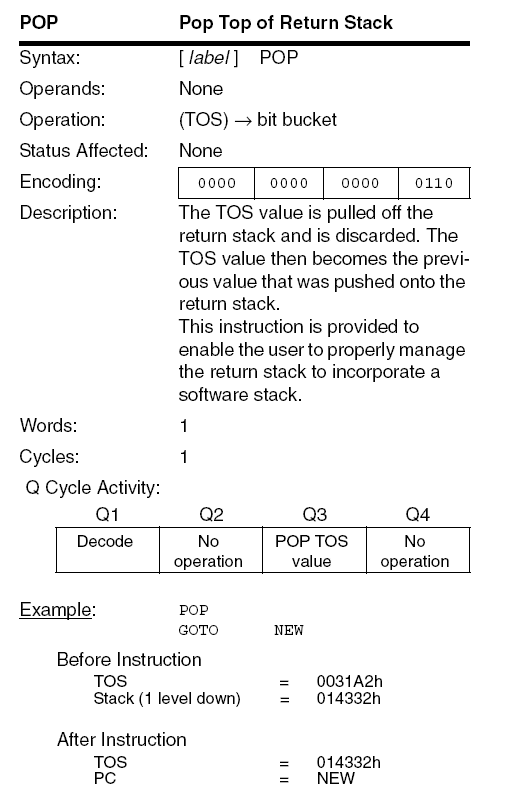 POP Pop Top of Return Stack
Syntax: [ label ] POP
Operands: None
Operation: (TOS) → bit bucket
Status Affected: None
Encoding: 0000 0000 0000 0110
Description: The TOS value is pulled off the
return stack and is discarded. The
TOS value then becomes the previ-
ous value that was pushed onto the
return stack.
This instruction is provided to
enable the user to properly manage
the return stack to incorporate a
software stack.
Words: 1
Cycles: 1
Q Cycle Activity:
Q1 Q2 Q3 Q4
Decode No POP TOS No
operation value operation
Example: POP
GOTO NEW
Before Instruction
TOS = 0031A2h
Stack (1 level down) = 014332h
After Instruction
TOS = 014332h
PC = NEW